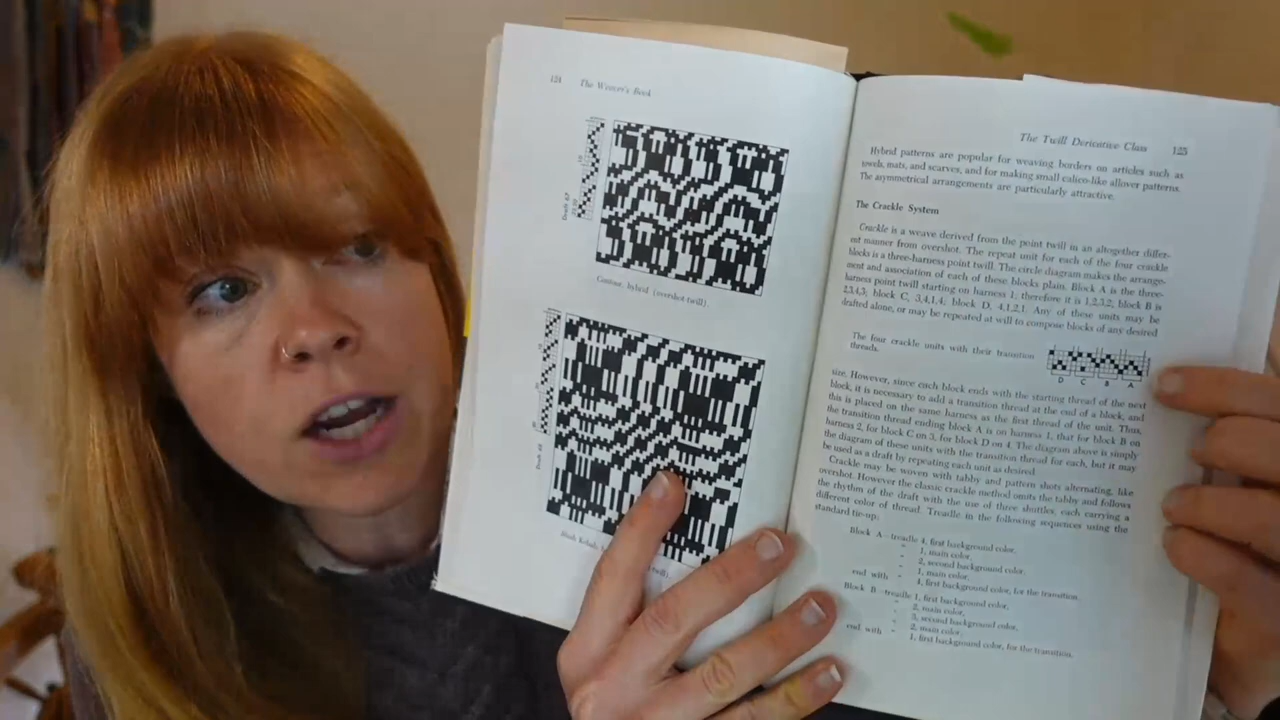 124 The Weaver's Book
Draft 67
Contour, hybrid (overshot-twill).
Draft 68
twill).
The Twill Derivative Class 125
Hybrid patterns are popular for weaving borders on articles such as
towels, mats, and scarves, and for making small calico-like allover patterns.
The asymmetrical arrangements are particularly attractive.
The Crackle System
Crackle is a weave derived from the point twill in an altogether differ-
ent manner from overshot. The repeat unit for each of the four crackle
blocks is a three-harness point twill. The circle diagram makes the arrange-
ment and association of each of these blocks plain. Block A is the three-
harness point twill starting on harness 1; therefore it is 1,2,3,2; block B is
2,3,4,3; block C, 3,4,1,4; block D, 4,1,2,1. Any of these units may be
drafted alone, or may be repeated at will to compose blocks of any desired
The four crackle units with their transition
threads.
D C B A
size. However, since each block ends with the starting thread of the next
block, it is necessary to add a transition thread at the end of a block, and
this is placed on the same harness as the first thread of the unit. Thus,
the transition thread ending block A is on harness 1, that for block B on
harness 2, for block C on 3, for block D on 4. The diagram above is simply
the diagram of these units with the transition thread for each, but it may
be used as a draft by repeating each unit as desired.
Crackle may be woven with tabby and pattern shots alternating, like
overshot. However the classic crackle method omits the tabby and follows
the rhythm of the draft with the use of three shuttles, each carrying a
different color of thread. Treadle in the following sequences using the
standard tie-up:
Block A—treadle 4, first background color,
" 1, main color,
" 2, second background color,
" 1, main color,
end with " 4, first background color, for the transition.
Block B—treadle 1, first background color,
" 2, main color,
" 3, second background color,
" 2, main color,
end with " 1, first background color, for the transition.